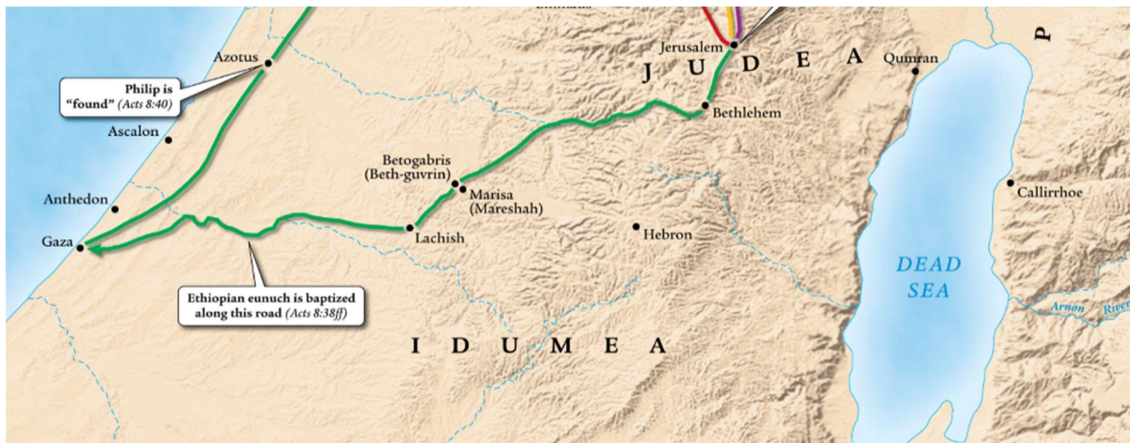 Azotus
Jerusalem
J U D E A
Qumran
P
Philip is
“found” (Acts 8:40)
Ascalon
Bethlehem
Betogabris
(Beth-guvrin)
Marisa
(Mareshah)
Callirrhoe
Anthedon
Gaza
Lachish
Hebron
DEAD
SEA
Ethiopian eunuch is baptized
along this road (Acts 8:38ff)
Arnon River
I D U M E A